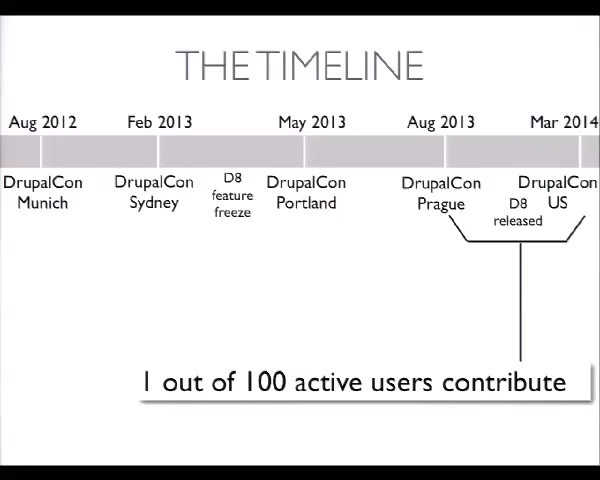 THE TIMELINE
Aug 2012 Feb 2013 May 2013 Aug 2013 Mar 2014
DrupalCon Munich
DrupalCon Sydney
D8 feature freeze
DrupalCon Portland
DrupalCon Prague
D8 released
DrupalCon US
1 out of 100 active users contribute